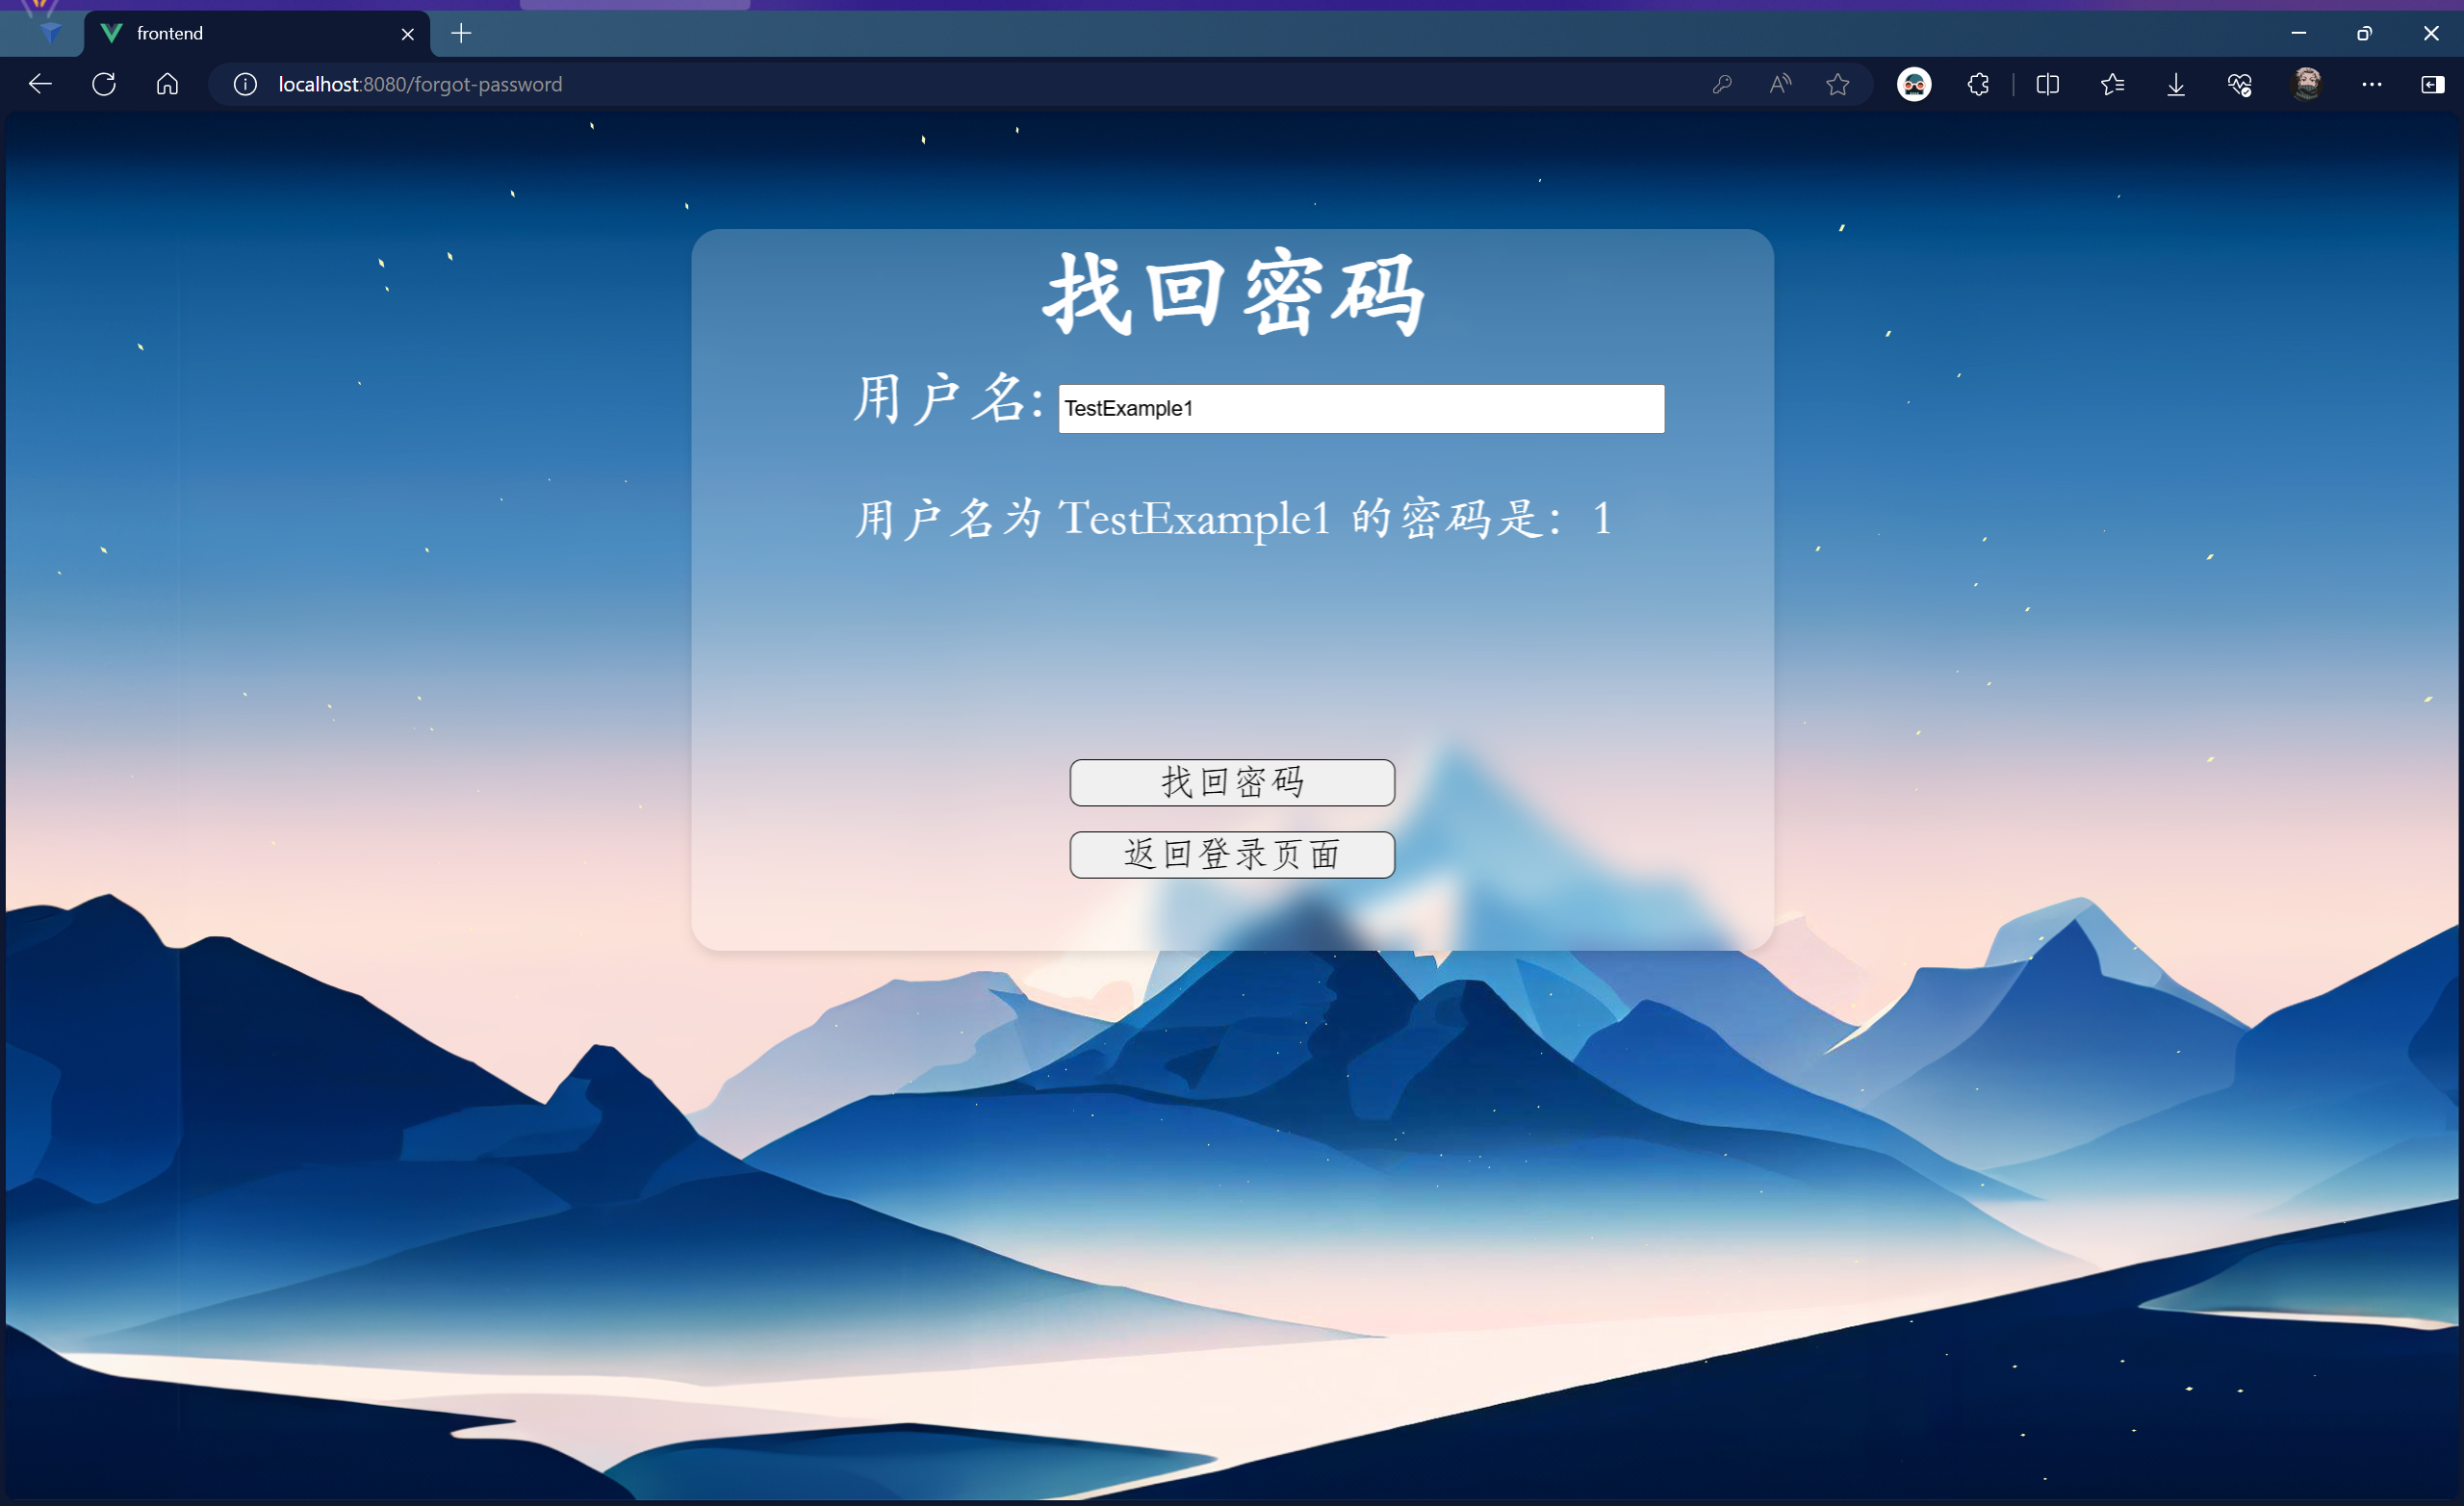 frontend
localhost:8080/forgot-password
找回密码
用户名: TestExample1
用户名为 TestExample1 的密码是：1
找回密码
返回登录页面